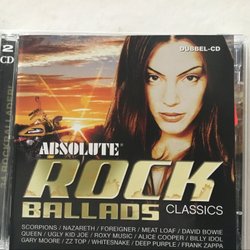 2 CD
DUBBEL-CD
ABSOLUTE
ROCK
BALLADS CLASSICS
SCORPIONS / NAZARETH / FOREIGNER / MEAT LOAF / DAVID BOWIE
QUEEN / UGLY KID JOE / ROXY MUSIC / ALICE COOPER / BILLY IDOL
GARY MOORE / ZZ TOP / WHITESNAKE / DEEP PURPLE / FRANK ZAPPA